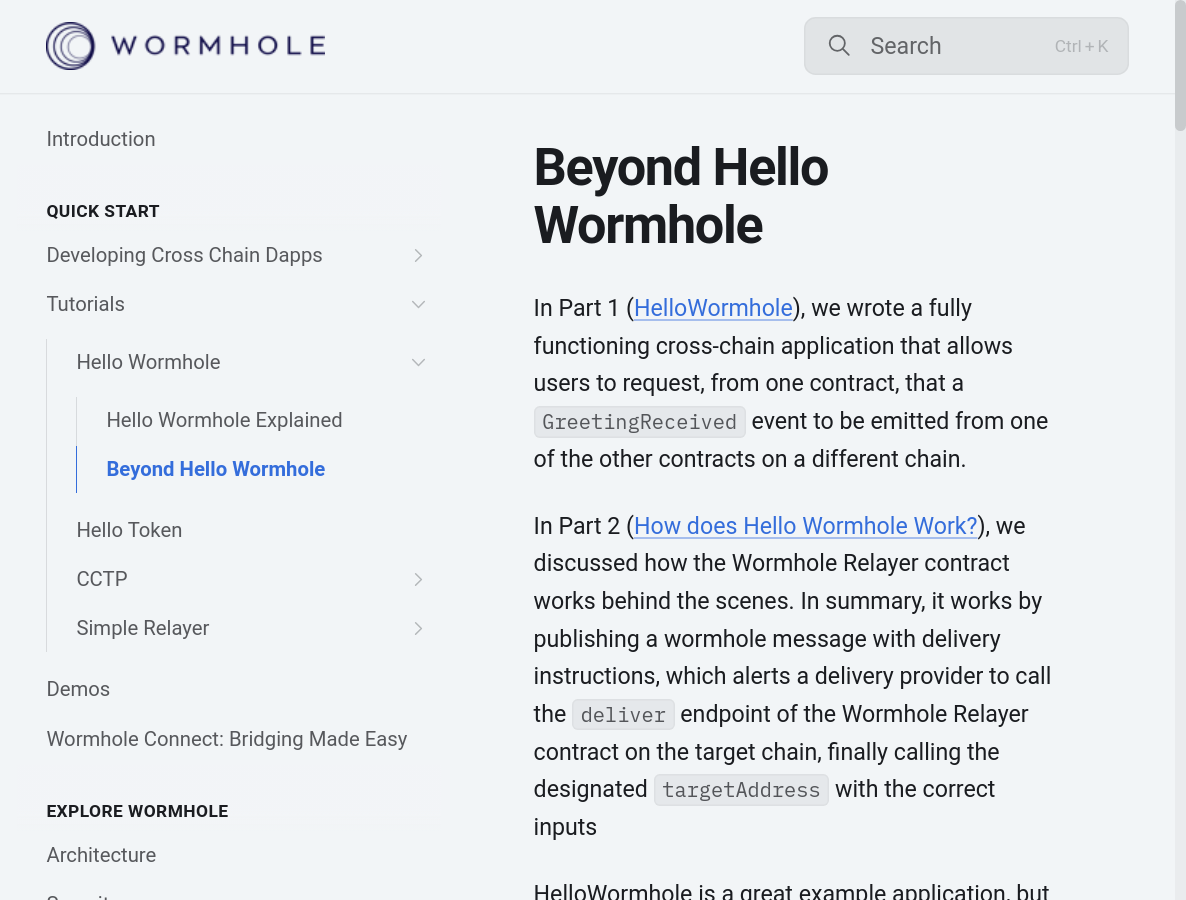 WORMHOLE
Search
Ctrl + K
Introduction
QUICK START
Developing Cross Chain Dapps
Tutorials
Hello Wormhole
Hello Wormhole Explained
Beyond Hello Wormhole
Hello Token
CCTP
Simple Relayer
Demos
Wormhole Connect: Bridging Made Easy
EXPLORE WORMHOLE
Architecture
Beyond Hello
Wormhole
In Part 1 (HelloWormhole), we wrote a fully
functioning cross-chain application that allows
users to request, from one contract, that a
GreetingReceived event to be emitted from one
of the other contracts on a different chain.
In Part 2 (How does Hello Wormhole Work?), we
discussed how the Wormhole Relayer contract
works behind the scenes. In summary, it works by
publishing a wormhole message with delivery
instructions, which alerts a delivery provider to call
the deliver endpoint of the Wormhole Relayer
contract on the target chain, finally calling the
designated targetAddress with the correct
inputs
HelloWormhole is a great example application, but